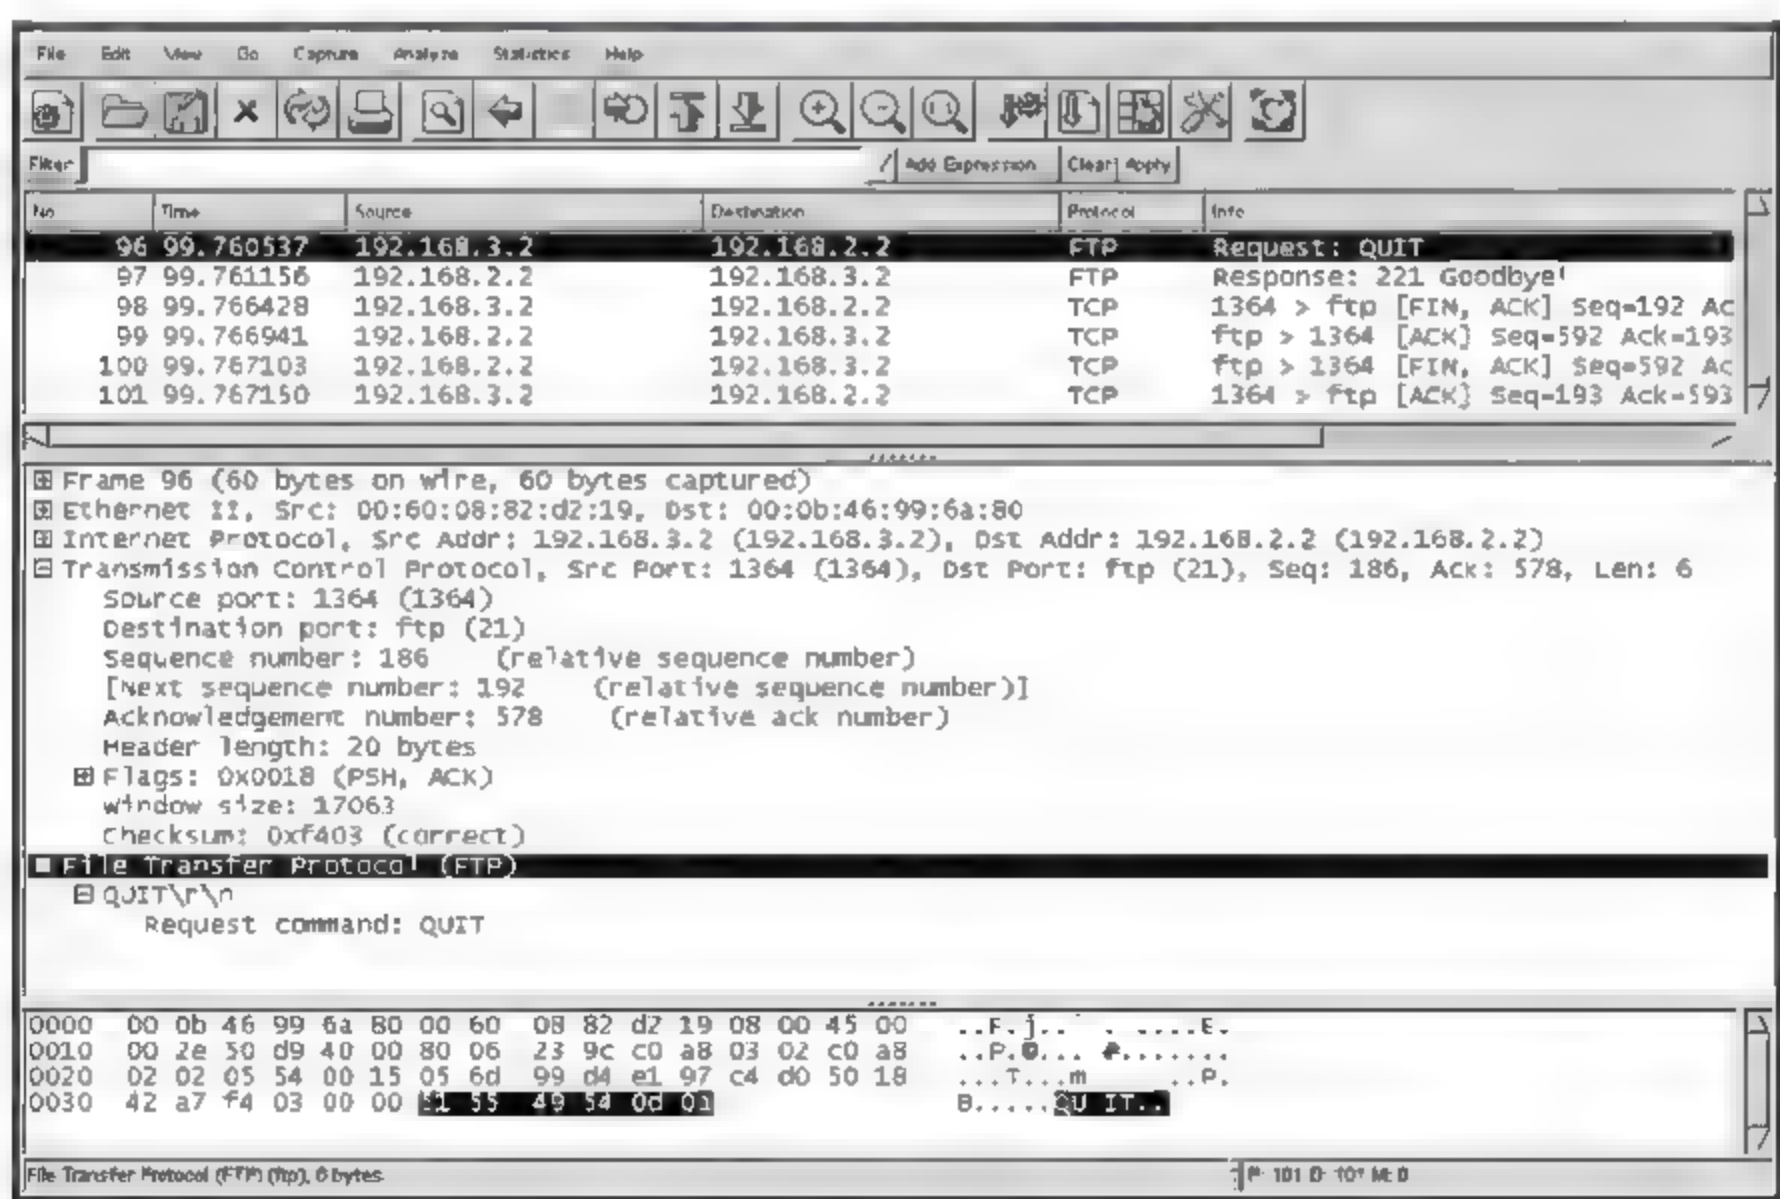 File Edit View Go Capture Analyze Statistics Help
Filter Add Expression Clear Apply
No Time Source Destination Protocol Info
96 99.760537 192.168.3.2 192.168.2.2 FTP Request: QUIT
97 99.761156 192.168.2.2 192.168.3.2 FTP Response: 221 Goodbye!
98 99.766428 192.168.3.2 192.168.2.2 TCP 1364 > ftp [FIN, ACK] Seq=192 Ac
99 99.766941 192.168.2.2 192.168.3.2 TCP ftp > 1364 [ACK] Seq=592 Ack=193
100 99.767103 192.168.2.2 192.168.3.2 TCP ftp > 1364 [FIN, ACK] Seq=592 Ac
101 99.767150 192.168.3.2 192.168.2.2 TCP 1364 > ftp [ACK] Seq=193 Ack=593
Frame 96 (60 bytes on wire, 60 bytes captured)
Ethernet II, Src: 00:60:08:82:d2:19, Dst: 00:0b:46:99:6a:80
Internet Protocol, Src Addr: 192.168.3.2 (192.168.3.2), Dst Addr: 192.168.2.2 (192.168.2.2)
Transmission Control Protocol, Src Port: 1364 (1364), Dst Port: ftp (21), Seq: 186, Ack: 578, Len: 6
Source port: 1364 (1364)
Destination port: ftp (21)
Sequence number: 186 (relative sequence number)
[Next sequence number: 192 (relative sequence number)]
Acknowledgement number: 578 (relative ack number)
Header length: 20 bytes
Flags: 0x0018 (PSH, ACK)
Window size: 17063
Checksum: 0xf403 (correct)
File Transfer Protocol (FTP)
QUIT\r\n
Request command: QUIT
0000 00 0b 46 99 6a 80 00 60 08 82 d2 19 08 00 45 00 ..F.j..` . ....E.
0010 00 2e 50 d9 40 00 80 06 23 9c c0 a8 03 02 c0 a8 ..P.@... #.......
0020 02 02 05 54 00 15 05 6d 99 d4 e1 97 c4 d0 50 18 ...T...m ......P.
0030 42 a7 f4 03 00 00 51 55 49 54 0d 0a B.....QU IT..
File Transfer Protocol (FTP) (ftp), 6 bytes P: 101 D: 101 M: 0